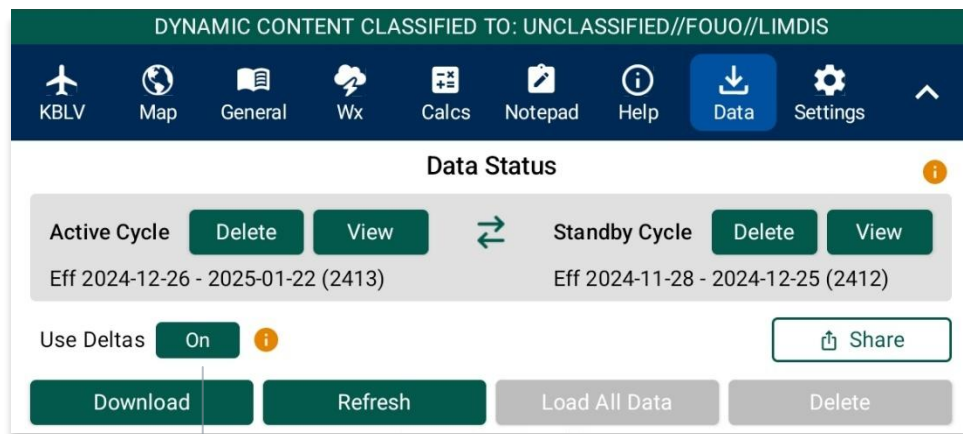 DYNAMIC CONTENT CLASSIFIED TO: UNCLASSIFIED//FOUO//LIMDIS
KBLV Map General Wx Calcs Notepad Help Data Settings
Data Status
Active Cycle Delete View Standby Cycle Delete View
Eff 2024-12-26 - 2025-01-22 (2413) Eff 2024-11-28 - 2024-12-25 (2412)
Use Deltas On Share
Download Refresh Load All Data Delete